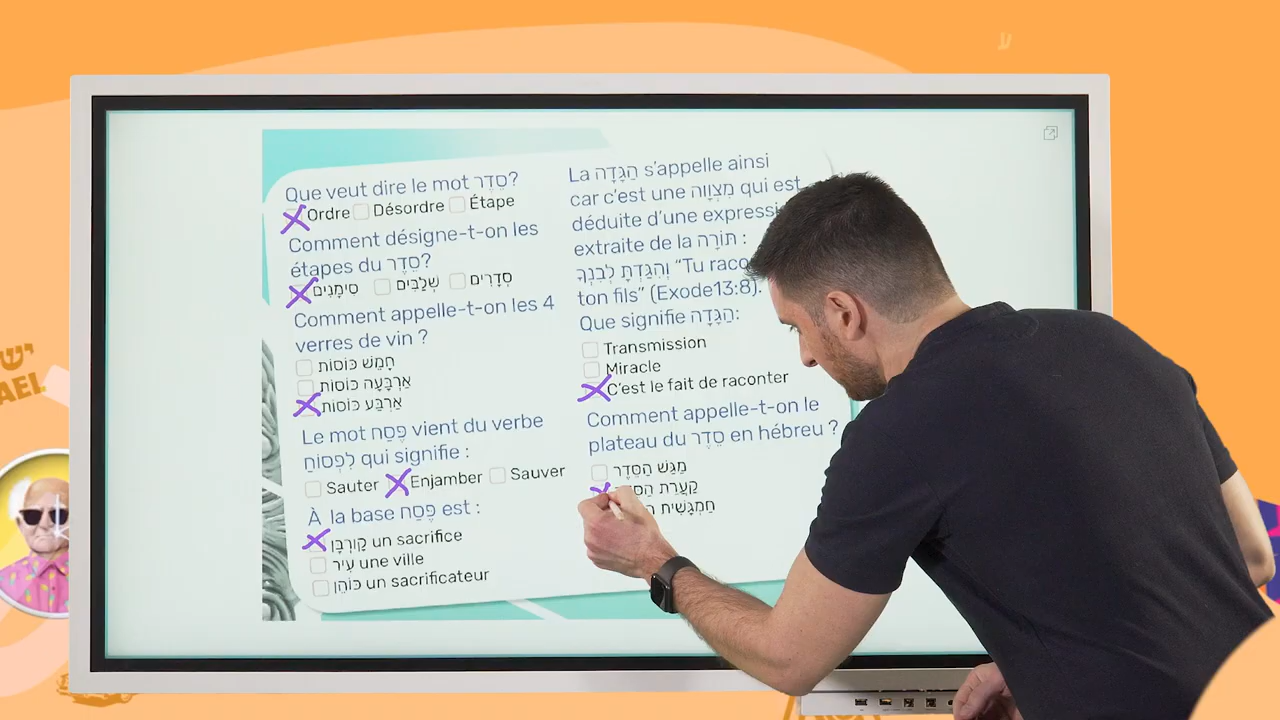 Que veut dire le mot סֵדֶר?
Ordre Désordre Étape
Comment désigne-t-on les
étapes du סֵדֶר?
סִימָנִים שְׁלַבִּים סְדָרִים
Comment appelle-t-on les 4
verres de vin ?
חָמֵשׁ כּוֹסוֹת
אַרְבָּעָה כּוֹסוֹת
אַרְבַּע כּוֹסוֹת
Le mot פֶּסַח vient du verbe
לִפְסוֹחַ qui signifie :
Sauter Enjamber Sauver
À la base פֶּסַח est :
קוֹרְבָּן un sacrifice
עִיר une ville
כּוֹהֵן un sacrificateur
La הַגָּדָה s'appelle ainsi
car c'est une מִצְווָה qui est
déduite d'une
extraite de la תּוֹרָה :
וְהִגַּדְתָּ לְבִנְךָ "Tu
ton fils" (Exode13:8).
Que signifie הַגָּדָה:
Transmission
Miracle
C'est le fait de raconter
Comment appelle-t-on le
plateau du סֵדֶר en hébreu ?
מַגַּשׁ הַסֵּדֶר
קַעֲרַת
חַמְגָּשִׁית